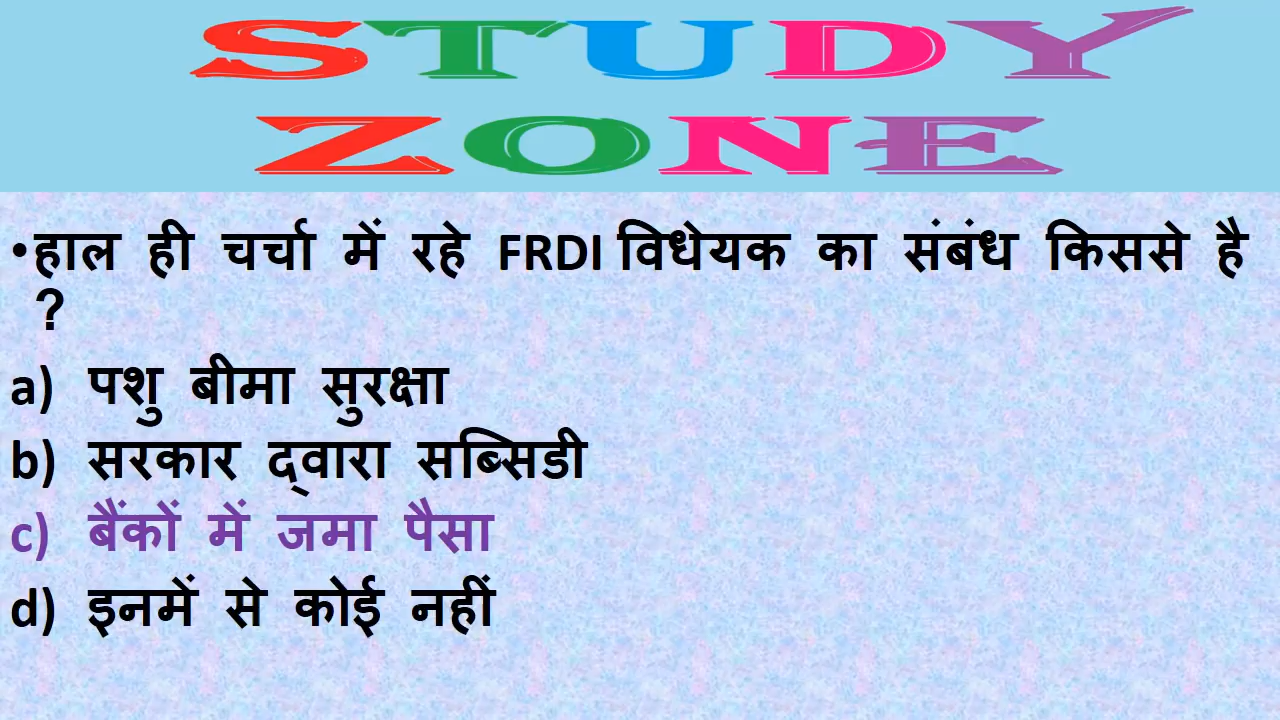 STUDY
ZONE
•हाल ही चर्चा में रहे FRDI विधेयक का संबंध किससे है
?
a) पशु बीमा सुरक्षा
b) सरकार द्वारा सब्सिडी
c) बैंकों में जमा पैसा
d) इनमें से कोई नहीं